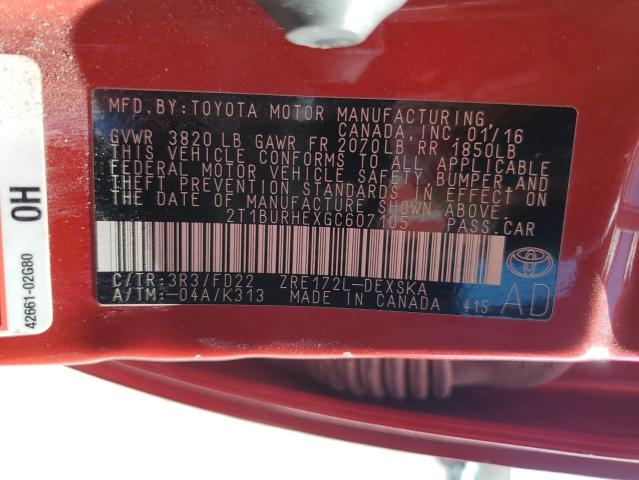 MFD. BY: TOYOTA MOTOR MANUFACTURING
CANADA, INC. 01/16
GVWR 3820 LB GAWR FR 2070LB RR 1850LB
THIS VEHICLE CONFORMS TO ALL APPLICABLE
FEDERAL MOTOR VEHICLE SAFETY, BUMPER AND
THEFT PREVENTION STANDARDS IN EFFECT ON
THE DATE OF MANUFACTURE SHOWN ABOVE.
2T1BURHEXGC607105 PASS.CAR
C/TR: 3R3/FD22 ZRE172L-DEXSKA
A/TM: -04A/K313 MADE IN CANADA 415 AD
42661-02G80 0H